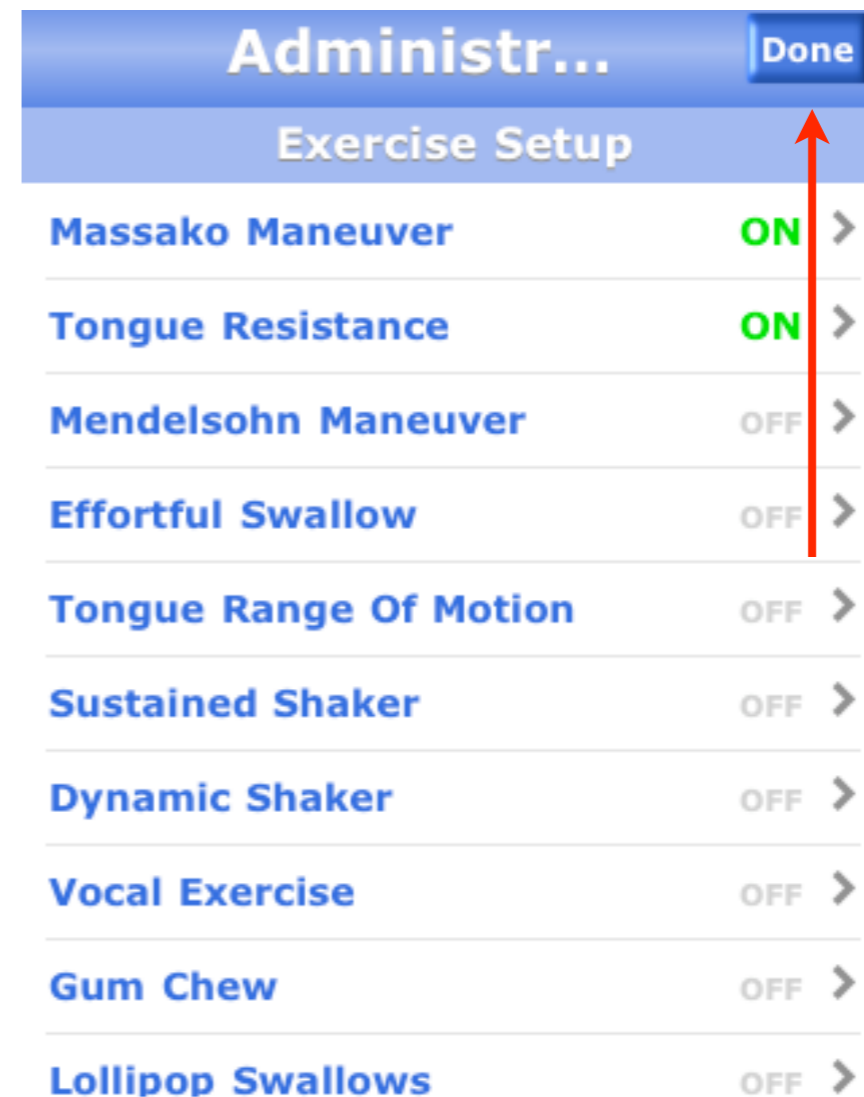 Administr... Done
Exercise Setup
Massako Maneuver ON
Tongue Resistance ON
Mendelsohn Maneuver OFF
Effortful Swallow OFF
Tongue Range Of Motion OFF
Sustained Shaker OFF
Dynamic Shaker OFF
Vocal Exercise OFF
Gum Chew OFF
Lollipop Swallows OFF